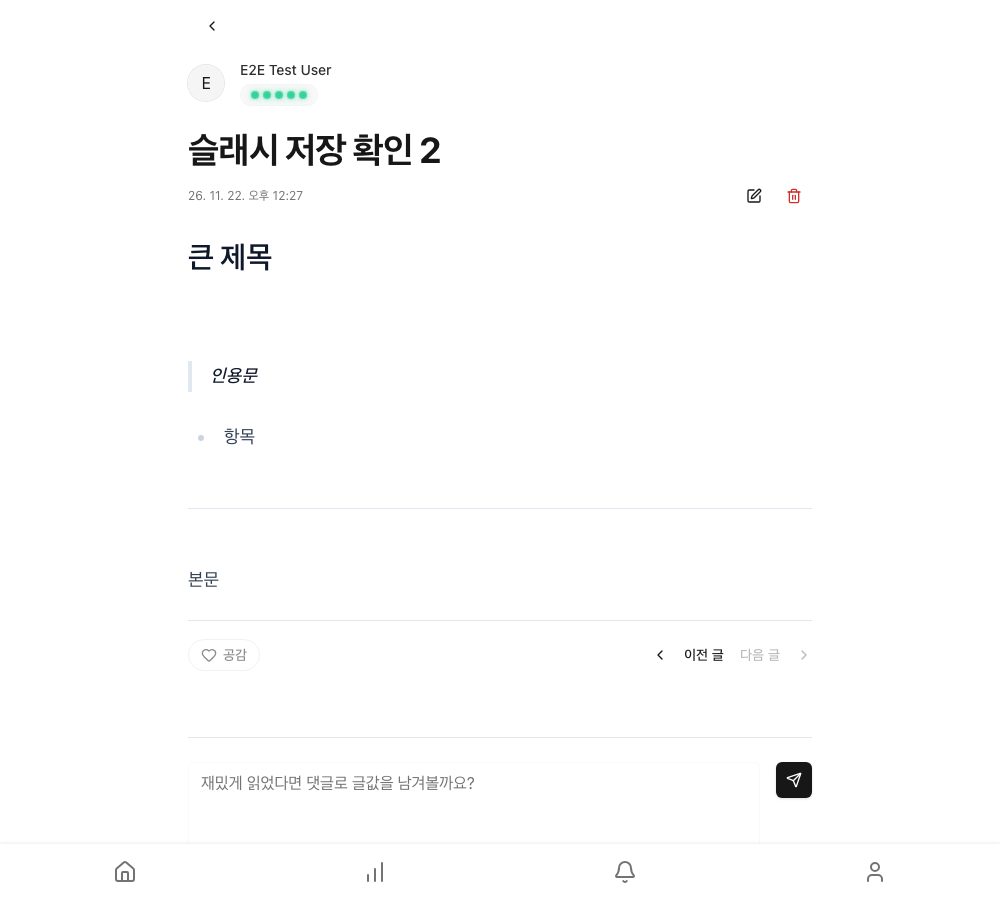 E
E2E Test User
슬래시 저장 확인 2
26. 11. 22. 오후 12:27
큰 제목
인용문
항목
본문
공감
이전 글
다음 글
재밌게 읽었다면 댓글로 글값을 남겨볼까요?